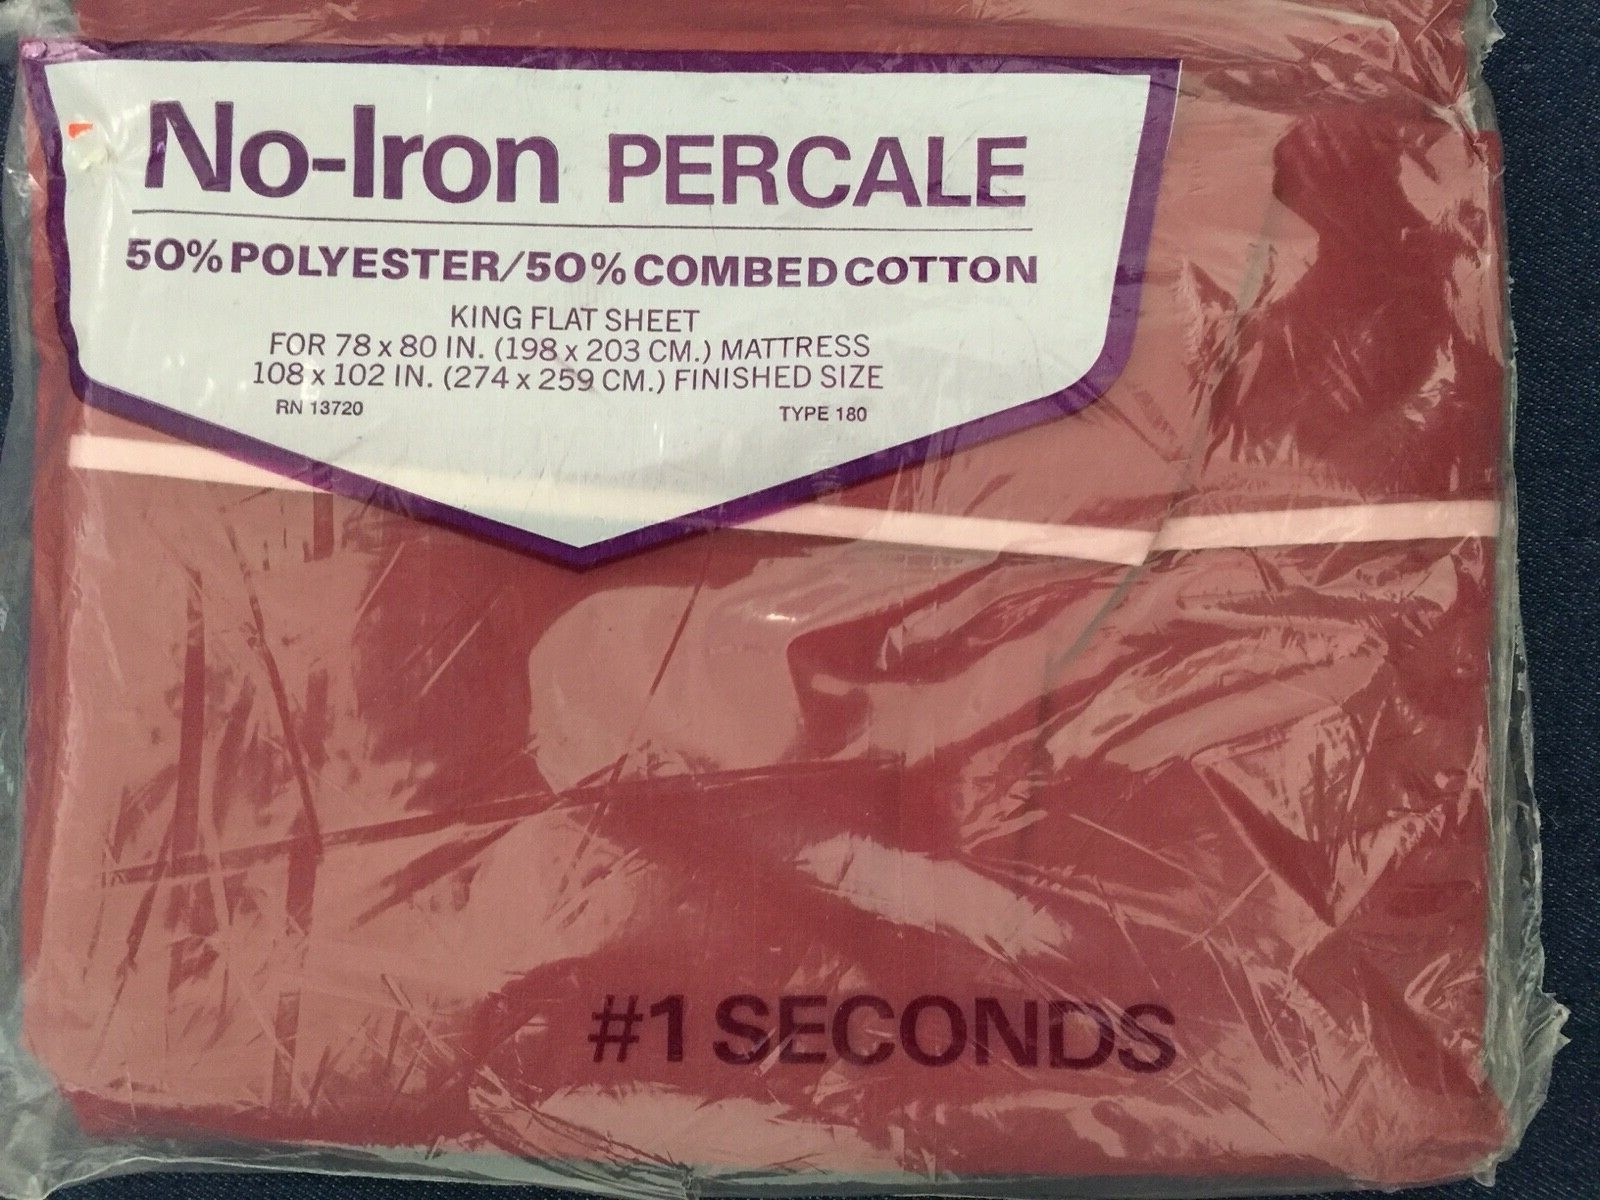 No-Iron PERCALE
50% POLYESTER/50% COMBED COTTON
KING FLAT SHEET
FOR 78 x 80 IN. (198 x 203 CM.) MATTRESS
108 x 102 IN. (274 x 259 CM.) FINISHED SIZE
RN 13720 TYPE 180
#1 SECONDS